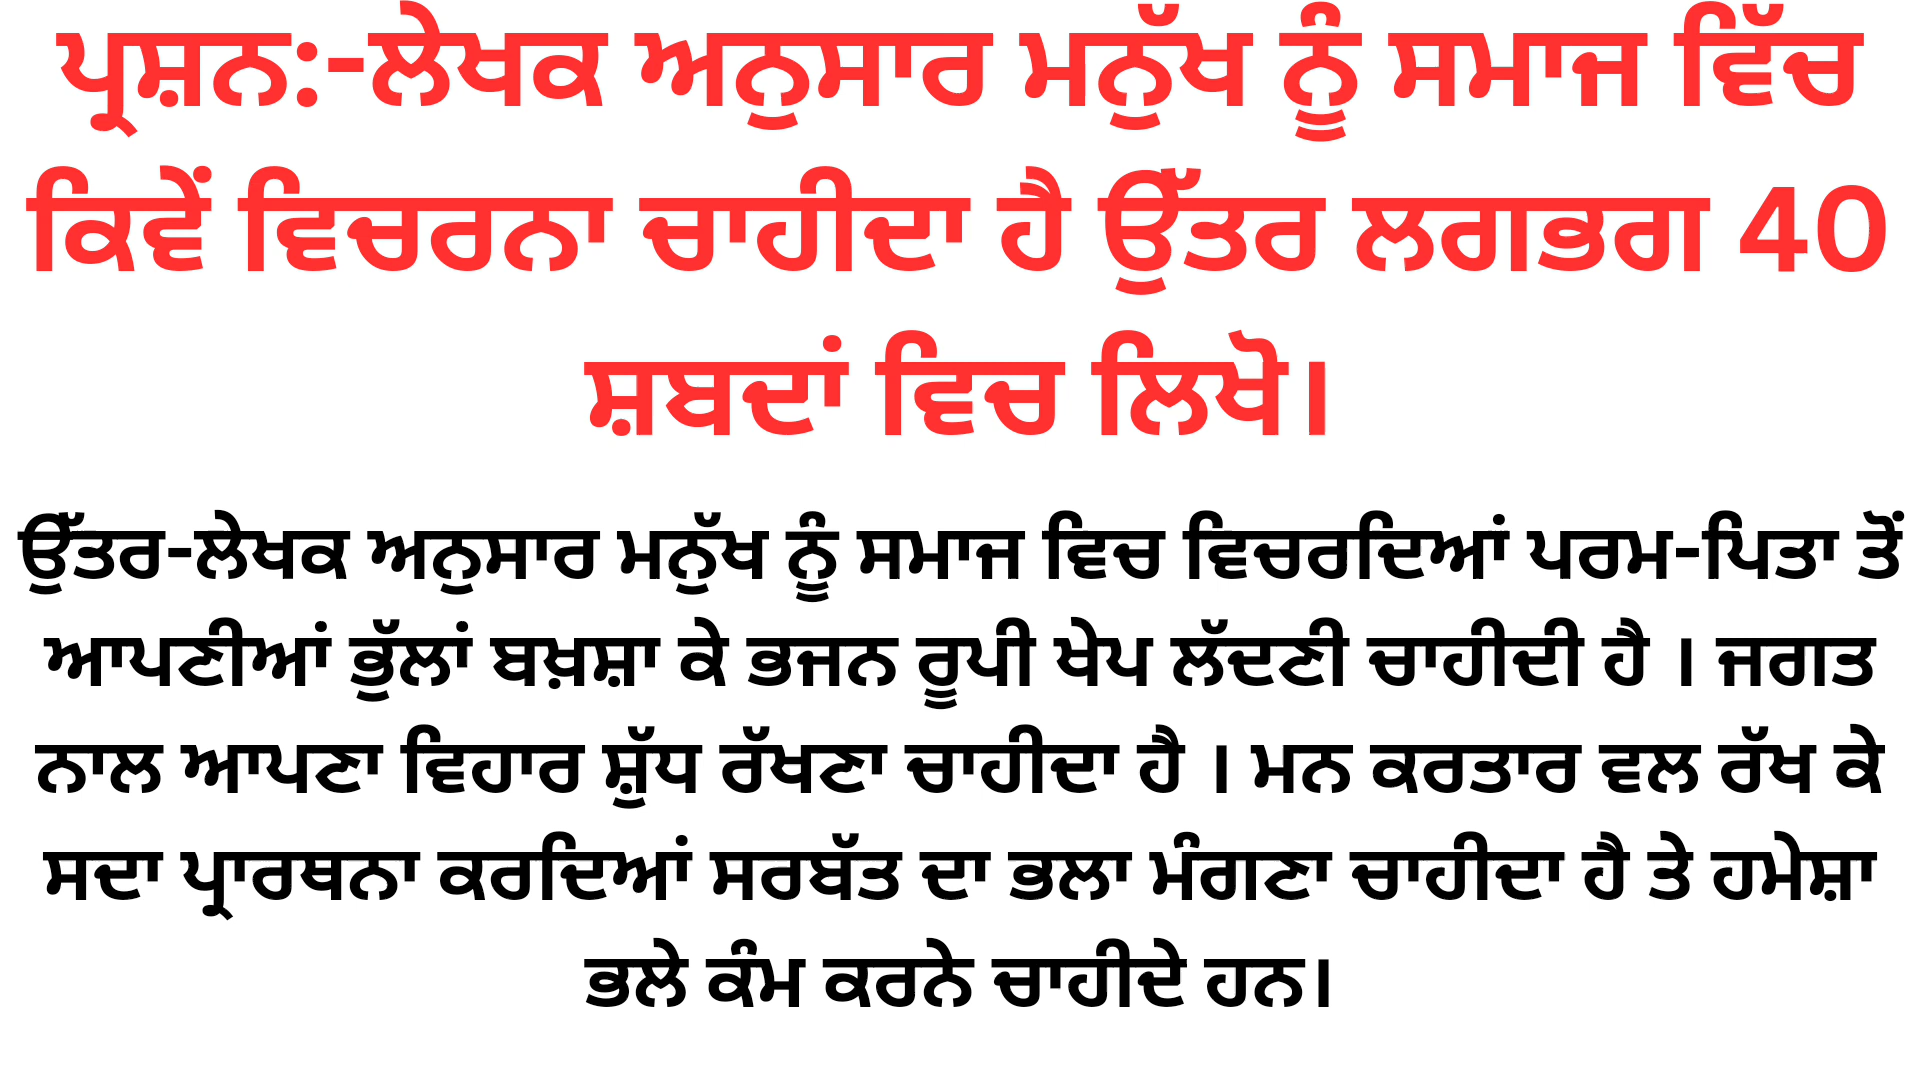 ਪ੍ਰਸ਼ਨ:-ਲੇਖਕ ਅਨੁਸਾਰ ਮਨੁੱਖ ਨੂੰ ਸਮਾਜ ਵਿੱਚ
ਕਿਵੇਂ ਵਿਚਰਨਾ ਚਾਹੀਦਾ ਹੈ ਉੱਤਰ ਲਗਭਗ 40
ਸ਼ਬਦਾਂ ਵਿਚ ਲਿਖੋ।
ਉੱਤਰ-ਲੇਖਕ ਅਨੁਸਾਰ ਮਨੁੱਖ ਨੂੰ ਸਮਾਜ ਵਿਚ ਵਿਚਰਦਿਆਂ ਪਰਮ-ਪਿਤਾ ਤੋਂ
ਆਪਣੀਆਂ ਭੁੱਲਾਂ ਬਖ਼ਸ਼ਾ ਕੇ ਭਜਨ ਰੂਪੀ ਖੇਪ ਲੱਦਣੀ ਚਾਹੀਦੀ ਹੈ । ਜਗਤ
ਨਾਲ ਆਪਣਾ ਵਿਹਾਰ ਸ਼ੁੱਧ ਰੱਖਣਾ ਚਾਹੀਦਾ ਹੈ । ਮਨ ਕਰਤਾਰ ਵਲ ਰੱਖ ਕੇ
ਸਦਾ ਪ੍ਰਾਰਥਨਾ ਕਰਦਿਆਂ ਸਰਬੱਤ ਦਾ ਭਲਾ ਮੰਗਣਾ ਚਾਹੀਦਾ ਹੈ ਤੇ ਹਮੇਸ਼ਾ
ਭਲੇ ਕੰਮ ਕਰਨੇ ਚਾਹੀਦੇ ਹਨ।